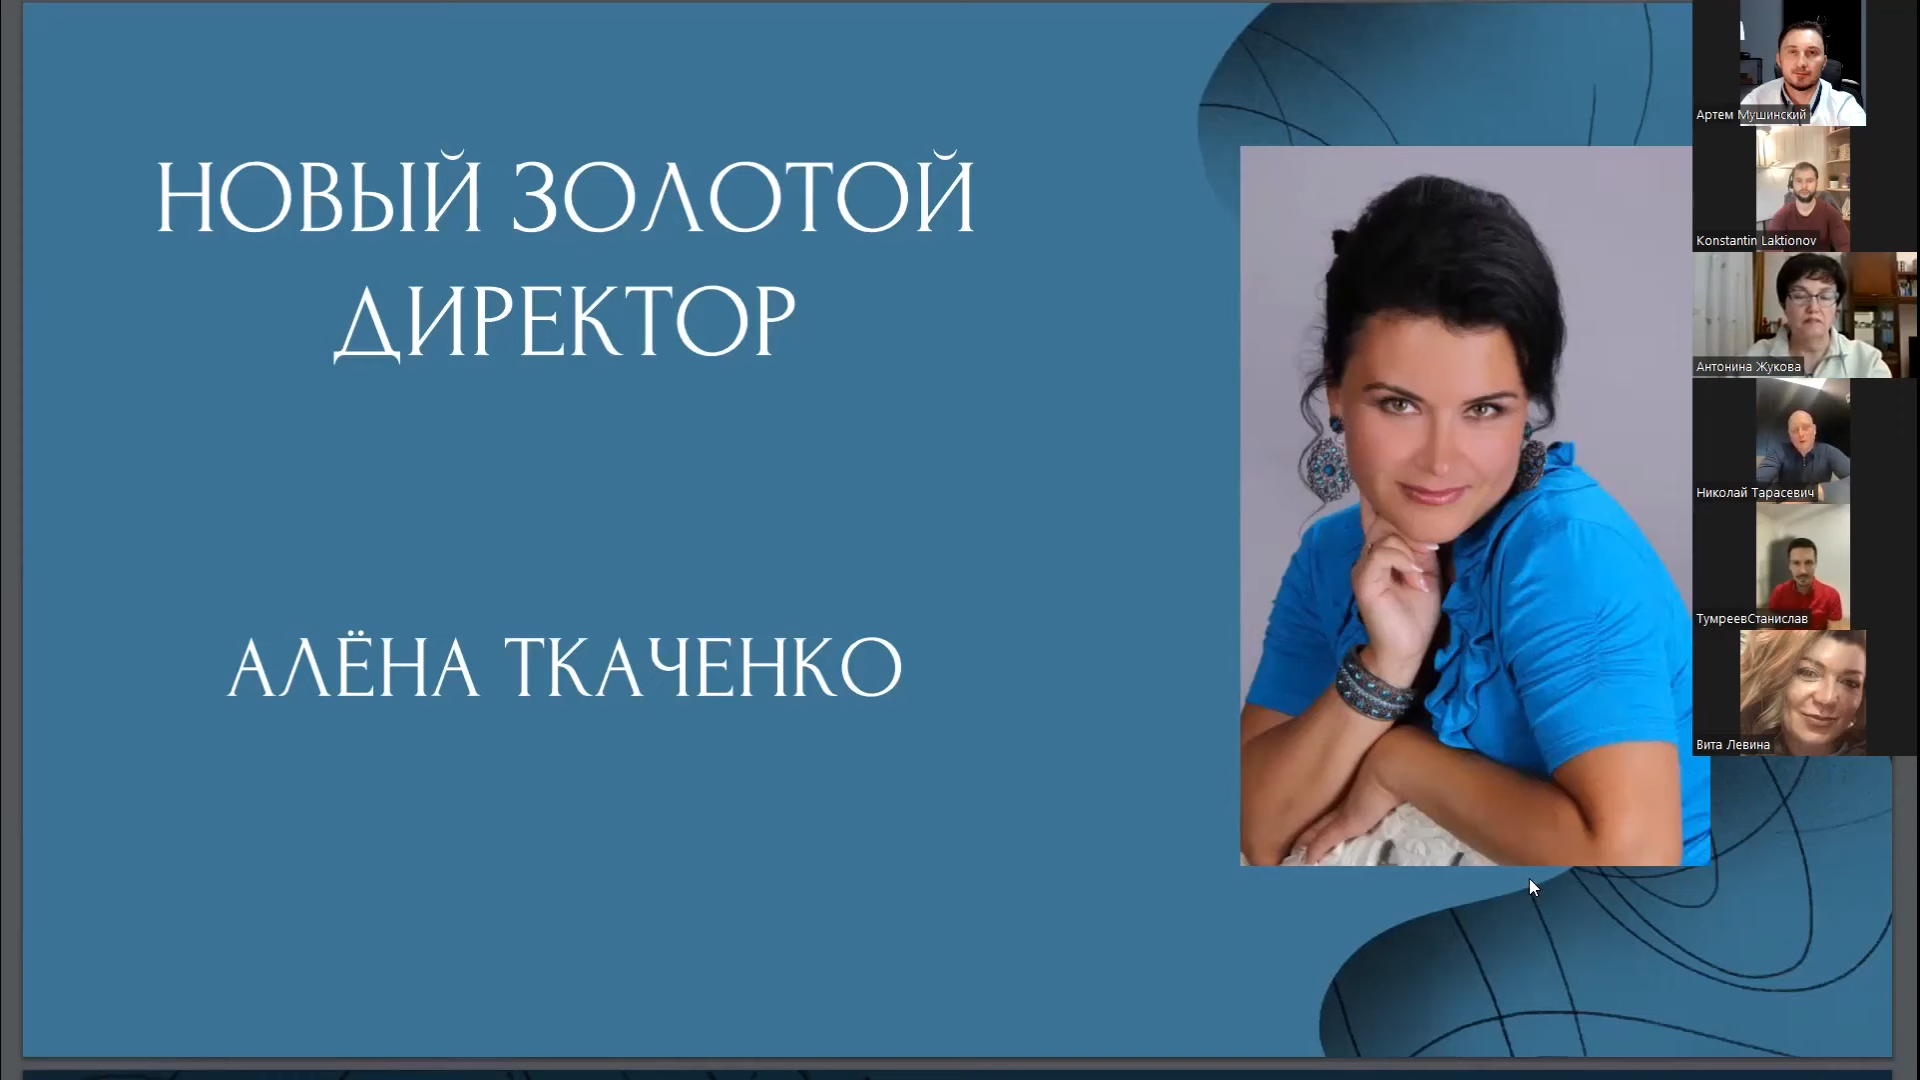 НОВЫЙ ЗОЛОТОЙ
ДИРЕКТОР
АЛЁНА ТКАЧЕНКО
Артем Мушинский
Konstantin Laktionov
Антонина Жукова
Николай Тарасевич
ТумреевСтанислав
Вита Левина